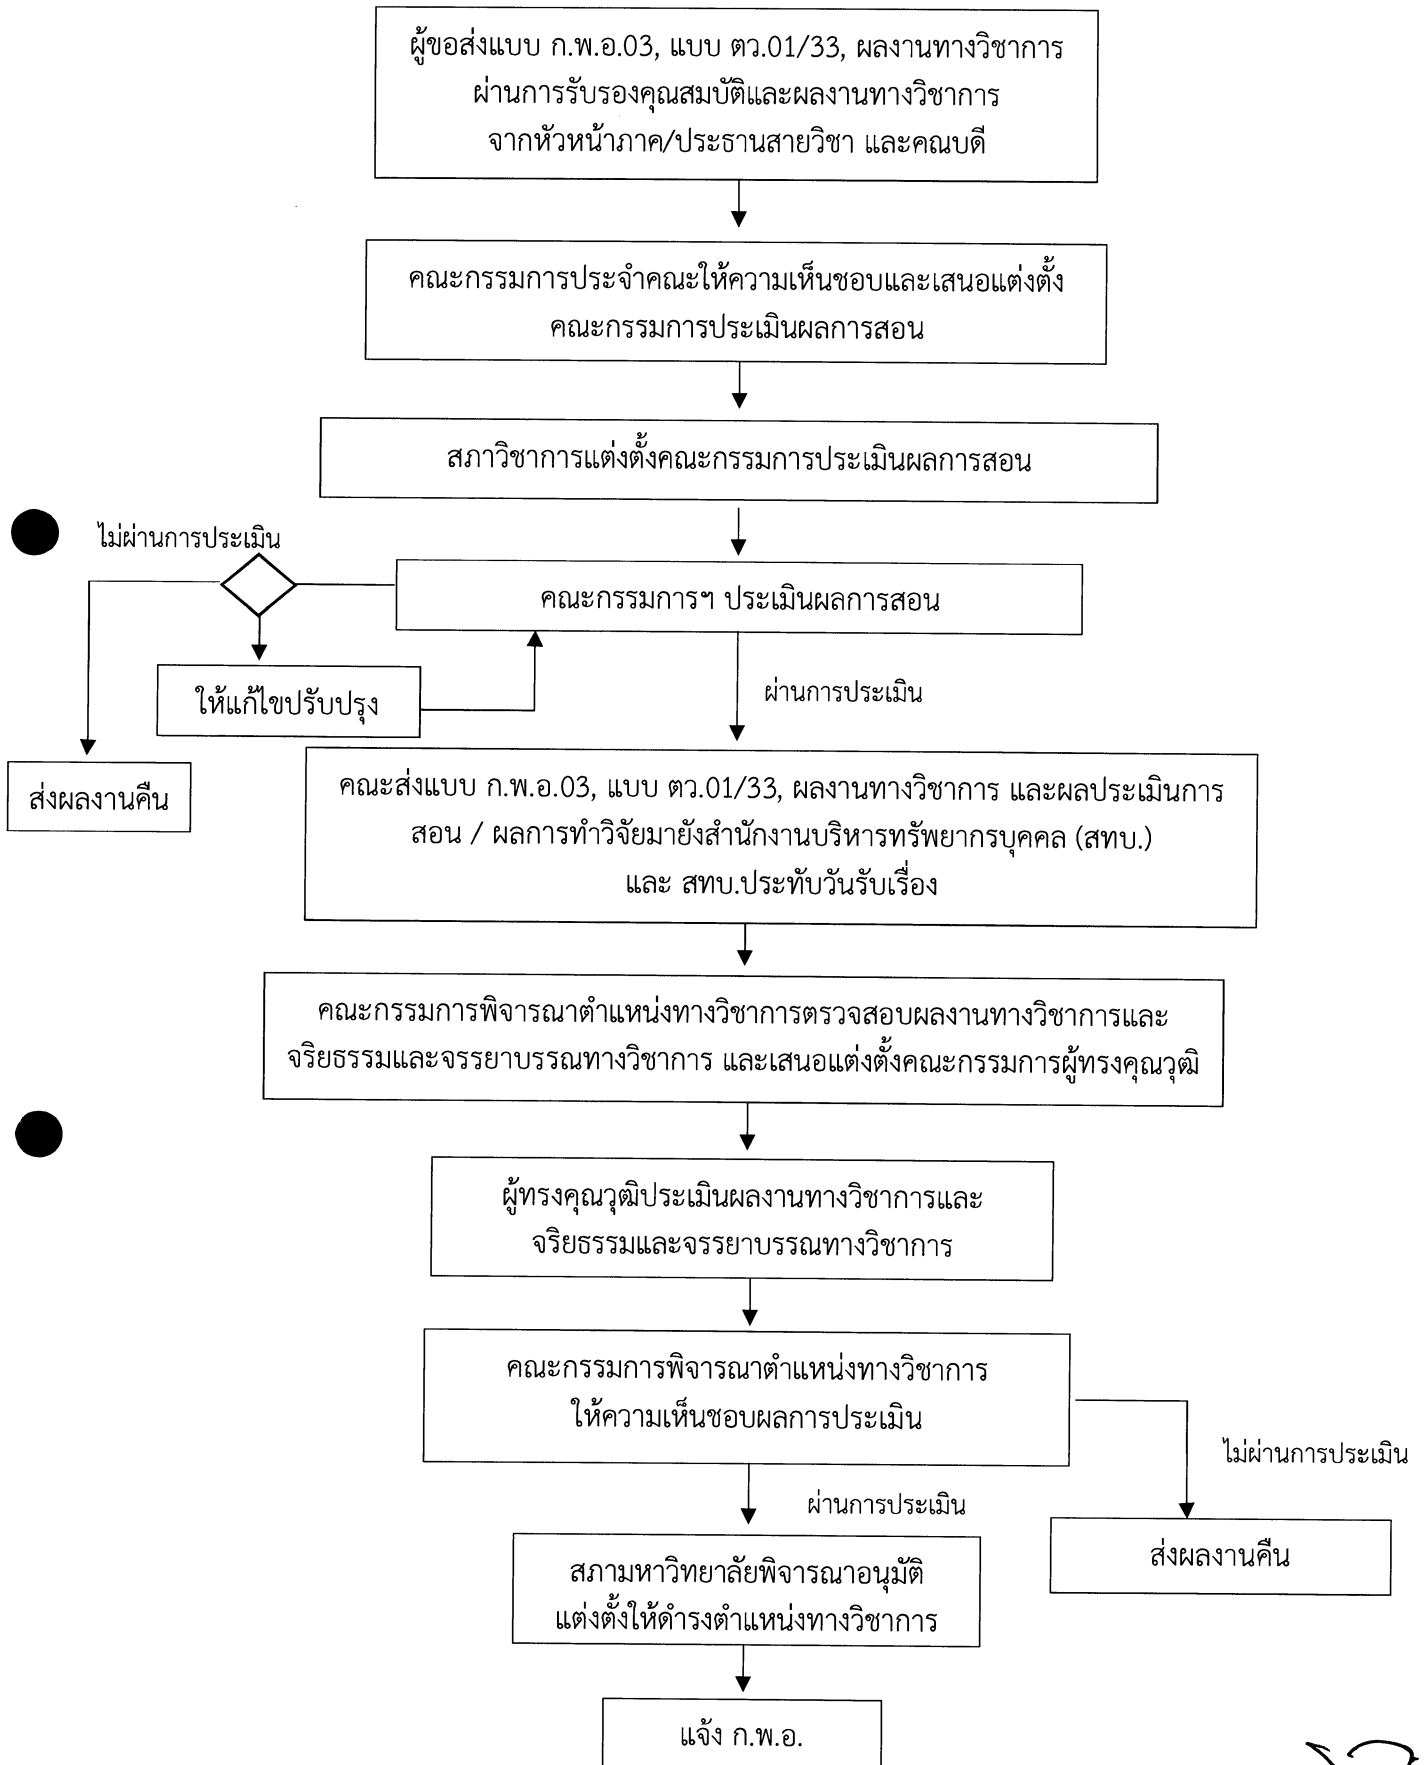 ผู้ขอส่งแบบ ก.พ.อ.03, แบบ ตว.01/33, ผลงานทางวิชาการ
ผ่านการรับรองคุณสมบัติและผลงานทางวิชาการ
จากหัวหน้าภาค/ประธานสายวิชา และคณบดี
คณะกรรมการประจำคณะให้ความเห็นชอบและเสนอแต่งตั้ง
คณะกรรมการประเมินผลการสอน
สภาวิชาการแต่งตั้งคณะกรรมการประเมินผลการสอน
ไม่ผ่านการประเมิน
คณะกรรมการฯ ประเมินผลการสอน
ให้แก้ไขปรับปรุง
ผ่านการประเมิน
ส่งผลงานคืน
คณะส่งแบบ ก.พ.อ.03, แบบ ตว.01/33, ผลงานทางวิชาการ และผลประเมินการ
สอน / ผลการทำวิจัยมายังสำนักงานบริหารทรัพยากรบุคคล (สทบ.)
และ สทบ.ประทับวันรับเรื่อง
คณะกรรมการพิจารณาตำแหน่งทางวิชาการตรวจสอบผลงานทางวิชาการและ
จริยธรรมและจรรยาบรรณทางวิชาการ และเสนอแต่งตั้งคณะกรรมการผู้ทรงคุณวุฒิ
ผู้ทรงคุณวุฒิประเมินผลงานทางวิชาการและ
จริยธรรมและจรรยาบรรณทางวิชาการ
คณะกรรมการพิจารณาตำแหน่งทางวิชาการ
ให้ความเห็นชอบผลการประเมิน
ไม่ผ่านการประเมิน
ผ่านการประเมิน
ส่งผลงานคืน
สภามหาวิทยาลัยพิจารณาอนุมัติ
แต่งตั้งให้ดำรงตำแหน่งทางวิชาการ
แจ้ง ก.พ.อ.